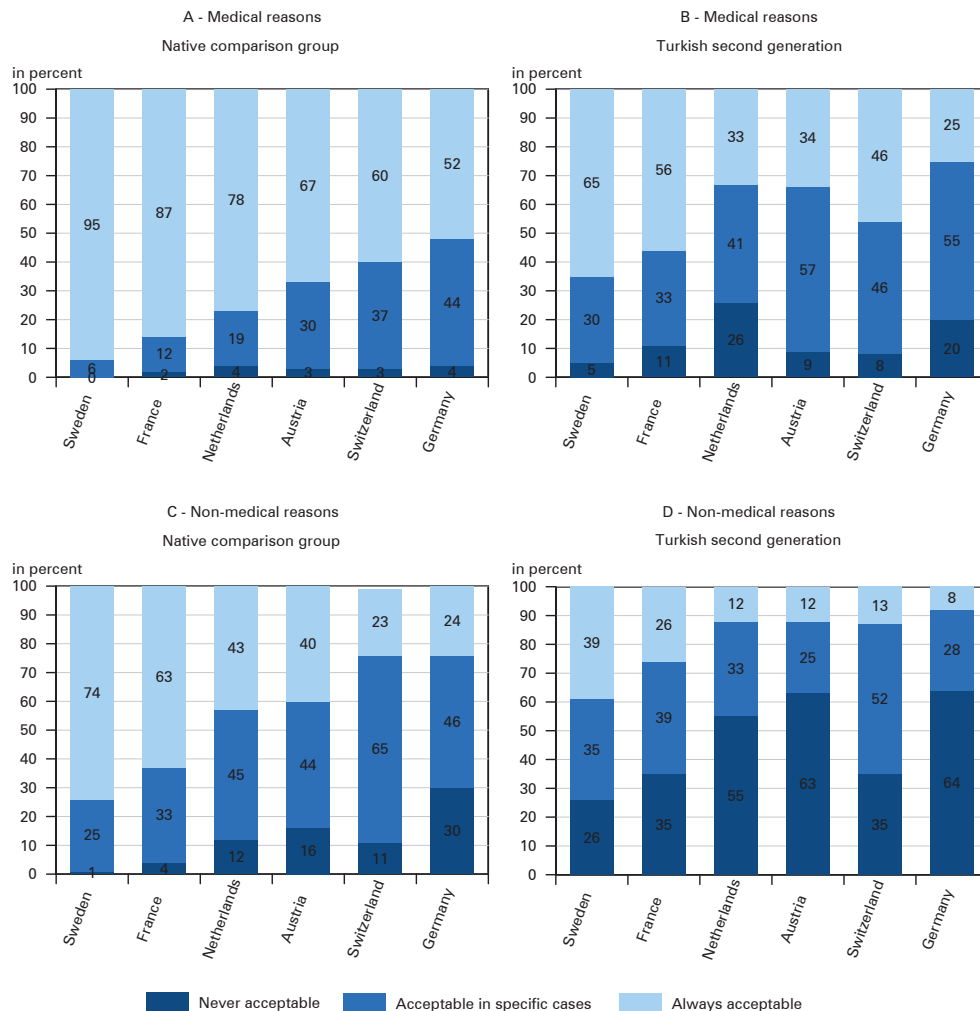 A - Medical reasons
Native comparison group
in percent
100
90
80
70
60
50
40
30
20
10
0
95 87 78 67 60 52
6 12 19 30 37 44
0 2 4 3 3 4
Sweden France Netherlands Austria Switzerland Germany
B - Medical reasons
Turkish second generation
in percent
100
90
80
70
60
50
40
30
20
10
0
65 56 33 34 46 25
30 33 41 57 46 55
5 11 26 9 8 20
Sweden France Netherlands Austria Switzerland Germany
C - Non-medical reasons
Native comparison group
in percent
100
90
80
70
60
50
40
30
20
10
0
74 63 43 40 23 24
25 33 45 44 65 46
1 4 12 16 11 30
Sweden France Netherlands Austria Switzerland Germany
D - Non-medical reasons
Turkish second generation
in percent
100
90
80
70
60
50
40
30
20
10
0
39 26 12 12 13 8
35 39 33 25 52 28
26 35 55 63 35 64
Sweden France Netherlands Austria Switzerland Germany
Never acceptable Acceptable in specific cases Always acceptable